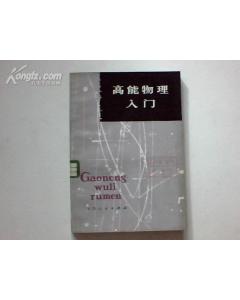 Kongfz.com
高能物理
入门
Gaoneng
wuli
rumen